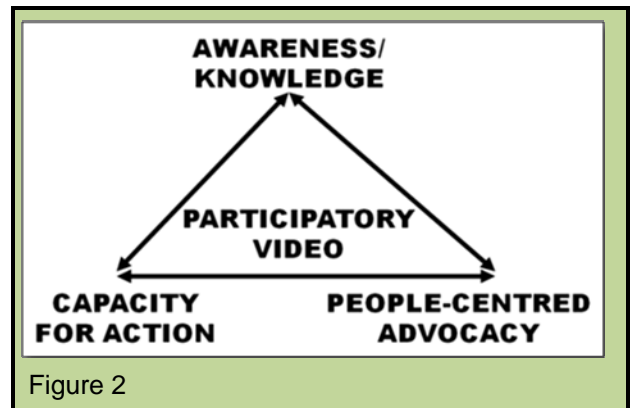 AWARENESS/
KNOWLEDGE
PARTICIPATORY
VIDEO
CAPACITY
FOR ACTION
PEOPLE-CENTRED
ADVOCACY
Figure 2